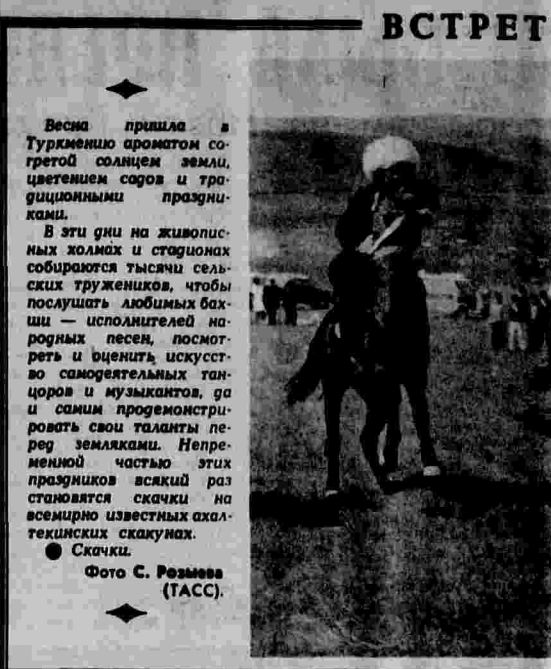 ВСТРЕТ
Весна пришла в
Туркмению ароматом со-
гретой солнцем земли,
цветением садов и тра-
диционными праздни-
ками.
В эти дни на живопис-
ных холмах и стадионах
собираются тысячи сель-
ских тружеников, чтобы
послушать любимых бах-
ши — исполнителей на-
родных песен, посмот-
реть и оценить искусст-
во самодеятельных тан-
цоров и музыкантов, да
и самим продемонстри-
ровать свои таланты пе-
ред земляками. Непре-
менной частью этих
праздников всякий раз
становятся скачки на
всемирно известных ахал-
текинских скакунах.
● Скачки.
Фото С. Розыева
(ТАСС).